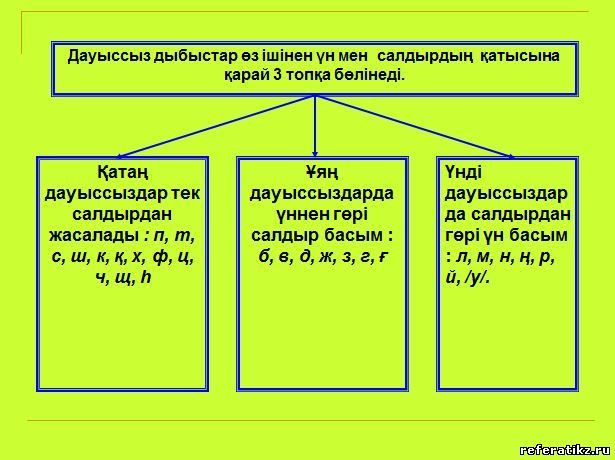 Дауыссыз дыбыстар өз ішінен үн мен салдырдың қатысына
қарай 3 топқа бөлінеді.
Қатаң
дауыссыздар тек
салдырдан
жасалады : п, т,
с, ш, к, қ, х, ф, ц,
ч, щ, һ
Ұяң
дауыссыздарда
үннен гөрі
салдыр басым :
б, в, д, ж, з, г, ғ
Үнді
дауыссыздар
да салдырдан
гөрі үн басым
: л, м, н, ң, р,
й, /у/.
referatikz.ru